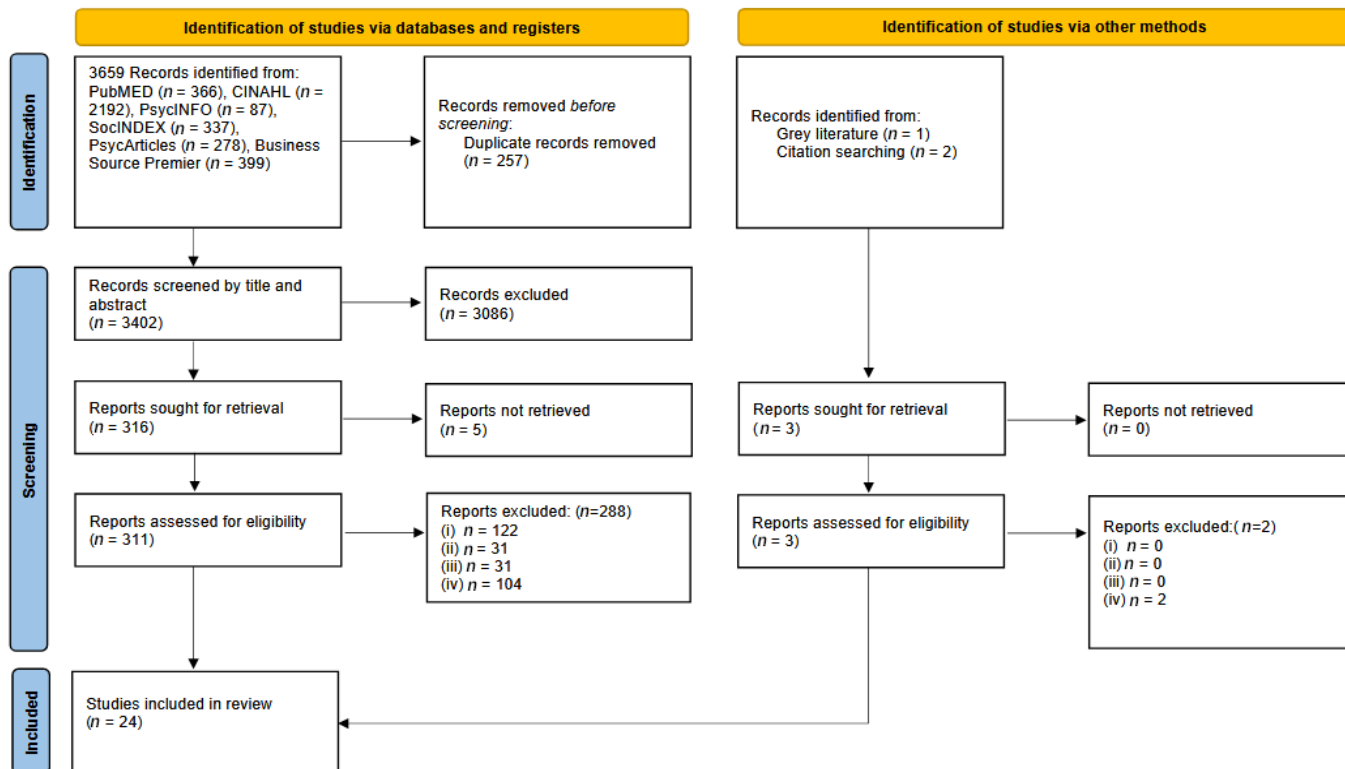 Identification of studies via databases and registers
Identification of studies via other methods
Identification
3659 Records identified from:
PubMED (n = 366), CINAHL (n =
2192), PsycINFO (n = 87),
SocINDEX (n = 337),
PsycArticles (n = 278), Business
Source Premier (n = 399)
Records removed before
screening:
Duplicate records removed
(n = 257)
Records identified from:
Grey literature (n = 1)
Citation searching (n = 2)
Screening
Records screened by title and
abstract
(n = 3402)
Records excluded
(n = 3086)
Reports sought for retrieval
(n = 316)
Reports not retrieved
(n = 5)
Reports sought for retrieval
(n = 3)
Reports not retrieved
(n = 0)
Reports assessed for eligibility
(n = 311)
Reports excluded: (n=288)
(i) n = 122
(ii) n = 31
(iii) n = 31
(iv) n = 104
Reports assessed for eligibility
(n = 3)
Reports excluded:( n=2)
(i) n = 0
(ii) n = 0
(iii) n = 0
(iv) n = 2
Included
Studies included in review
(n = 24)